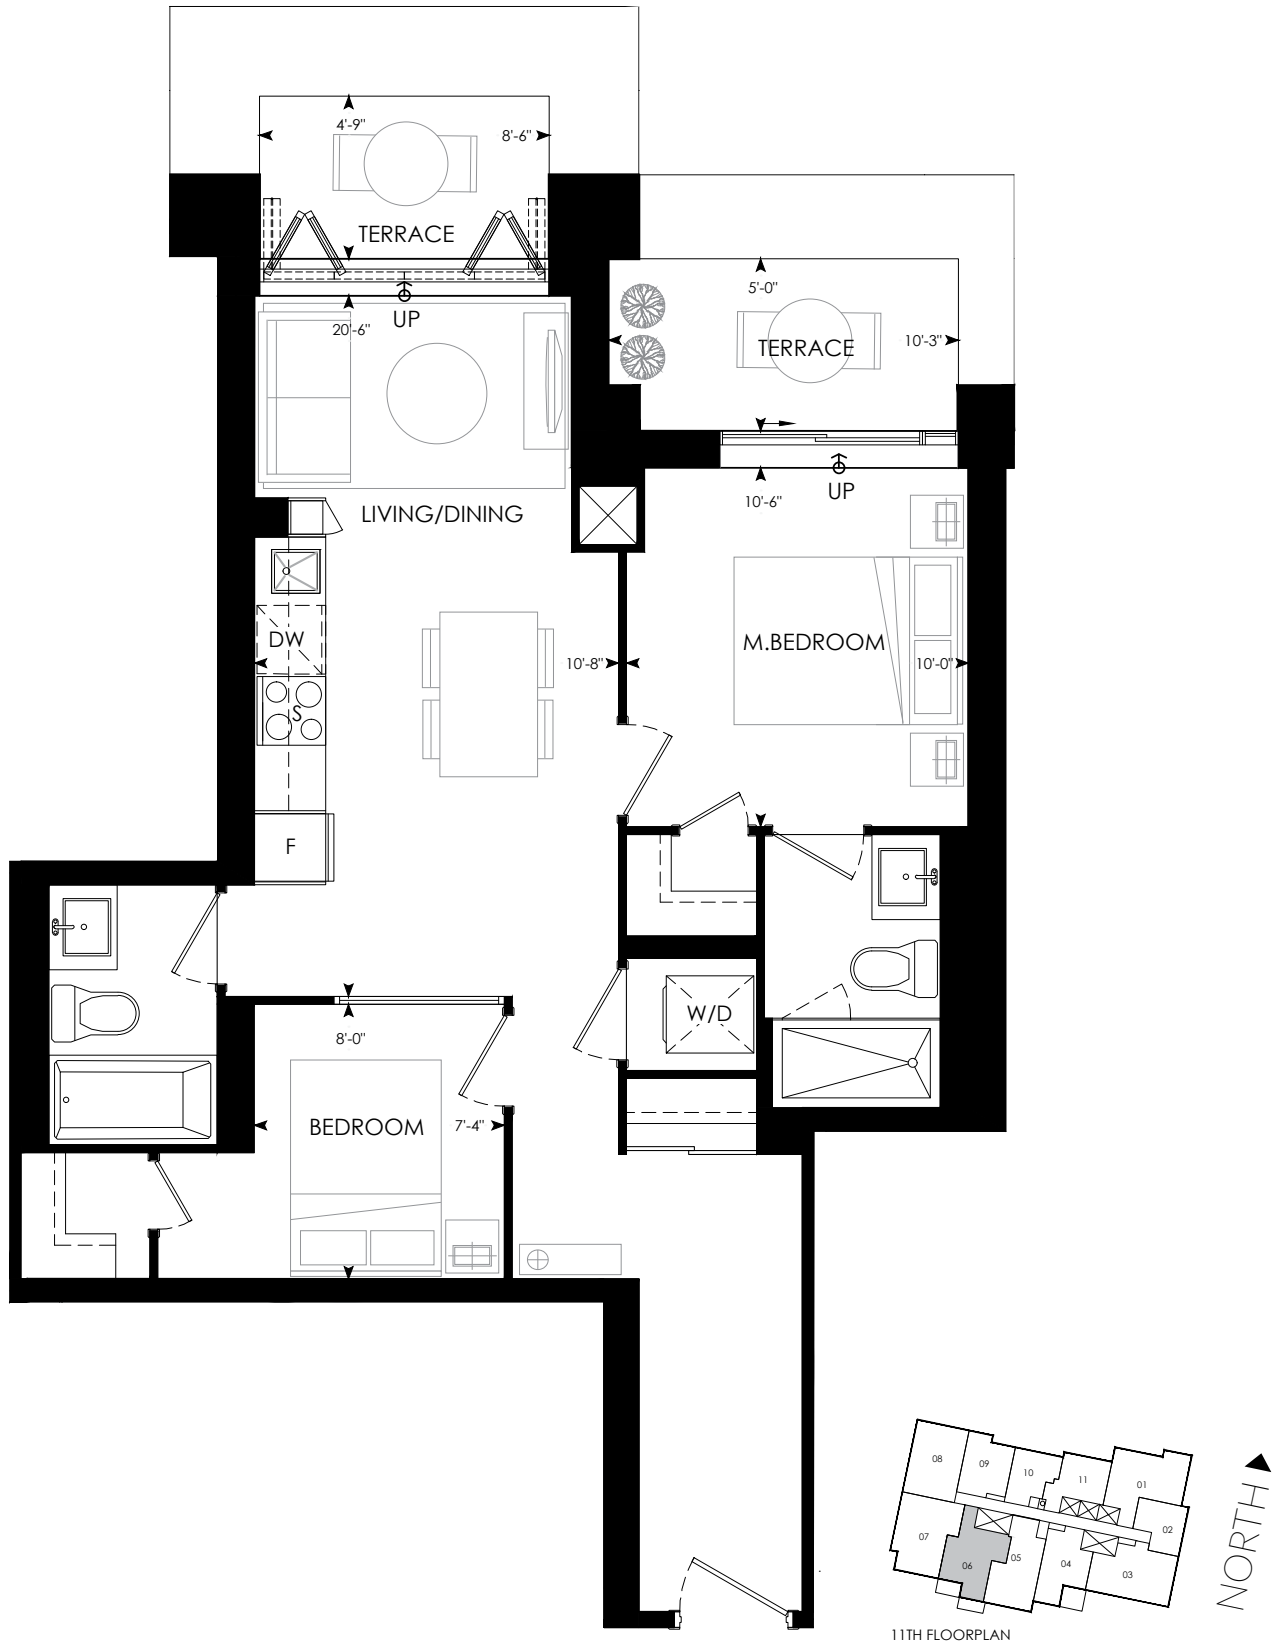 4'-9"
8'-6"
TERRACE
UP
20'-6"
5'-0"
TERRACE
10'-3"
10'-6"
UP
LIVING/DINING
DW
10'-8"
M.BEDROOM
10'-0"
S
F
W/D
8'-0"
BEDROOM
7'-4"
08
09
10
11
01
02
07
06
05
04
03
NORTH
11TH FLOORPLAN